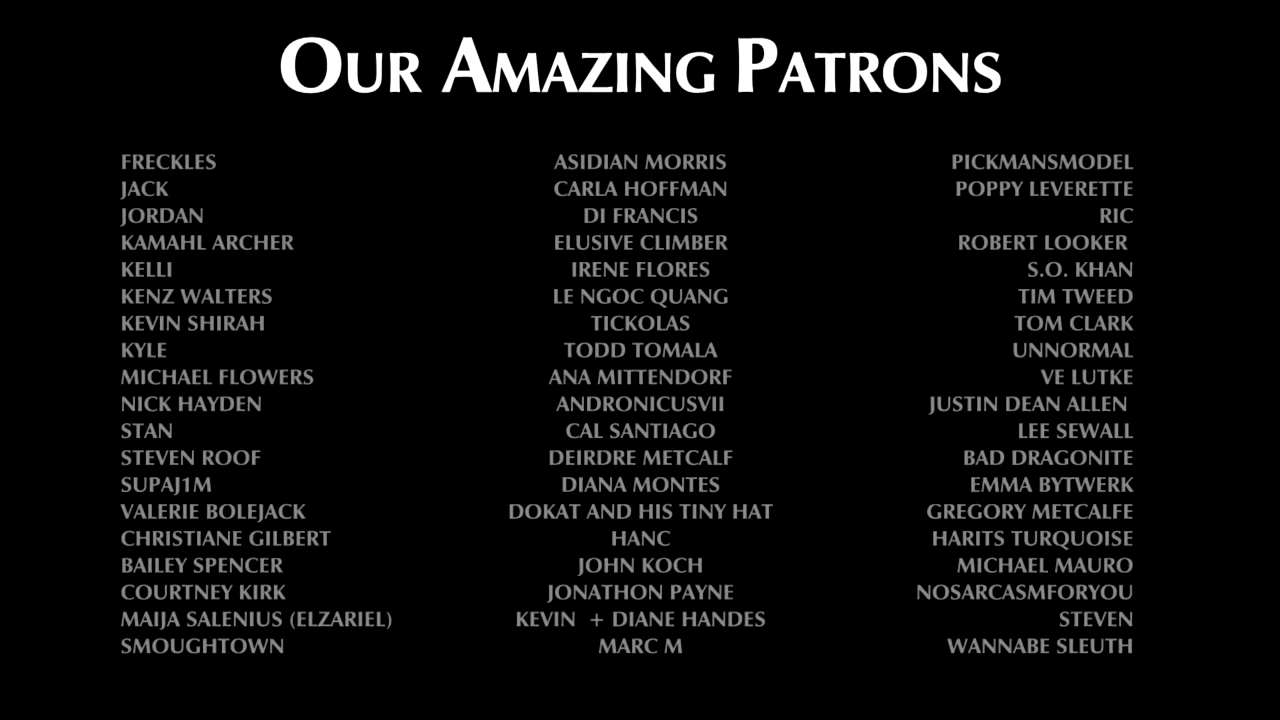 OUR AMAZING PATRONS
FRECKLES
JACK
JORDAN
KAMAHL ARCHER
KELLI
KENZ WALTERS
KEVIN SHIRAH
KYLE
MICHAEL FLOWERS
NICK HAYDEN
STAN
STEVEN ROOF
SUPAJ1M
VALERIE BOLEJACK
CHRISTIANE GILBERT
BAILEY SPENCER
COURTNEY KIRK
MAIJA SALENIUS (ELZARIEL)
SMOUGHTOWN
ASIDIAN MORRIS
CARLA HOFFMAN
DI FRANCIS
ELUSIVE CLIMBER
IRENE FLORES
LE NGOC QUANG
TICKOLAS
TODD TOMALA
ANA MITTENDORF
ANDRONICUSVII
CAL SANTIAGO
DEIRDRE METCALF
DIANA MONTES
DOKAT AND HIS TINY HAT
HANC
JOHN KOCH
JONATHON PAYNE
KEVIN + DIANE HANDES
MARC M
PICKMANSMODEL
POPPY LEVERETTE
RIC
ROBERT LOOKER
S.O. KHAN
TIM TWEED
TOM CLARK
UNNORMAL
VE LUTKE
JUSTIN DEAN ALLEN
LEE SEWALL
BAD DRAGONITE
EMMA BYTWERK
GREGORY METCALFE
HARITS TURQUOISE
MICHAEL MAURO
NOSARCASMFORYOU
STEVEN
WANNABE SLEUTH